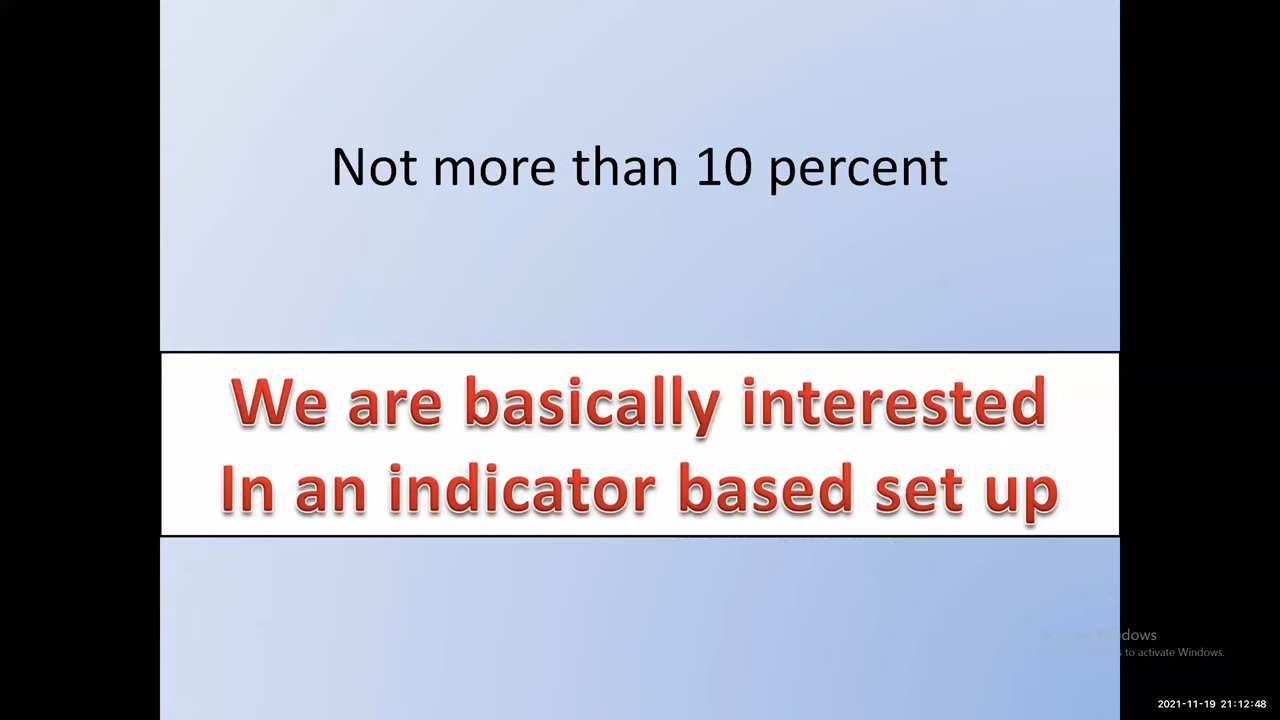 Not more than 10 percent
We are basically interested
In an indicator based set up
dows
s to activate Windows.
2021-11-19 21:12:48